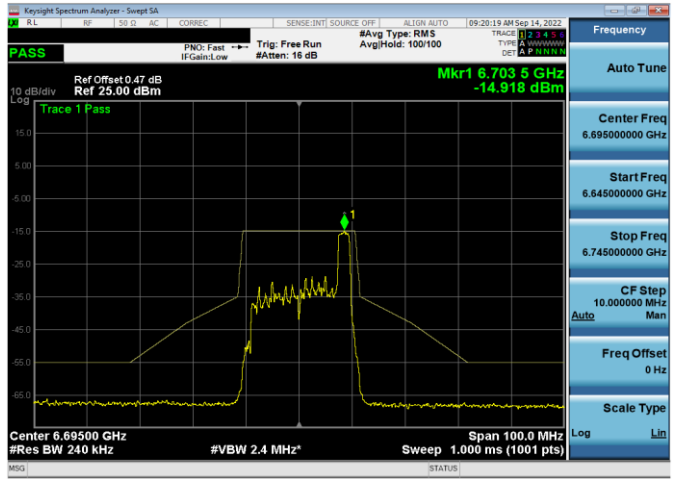 Keysight Spectrum Analyzer - Swept SA
RL RF 50 Ω AC CORREC SENSE:INT SOURCE OFF ALIGN AUTO 09:20:19 AM Sep 14, 2022
PASS
PNO: Fast
IFGain:Low
Trig: Free Run
#Atten: 16 dB
#Avg Type: RMS
Avg|Hold: 100/100
TRACE 1 2 3 4 5 6
TYPE A WWWWW
DET A P N N N N
Ref Offset 0.47 dB
10 dB/div Ref 25.00 dBm
Mkr1 6.703 5 GHz
-14.918 dBm
Log
Trace 1 Pass
15.0
5.00
-5.00
-15.0
-25.0
-35.0
-45.0
-55.0
-65.0
1
Center 6.69500 GHz
#Res BW 240 kHz
#VBW 2.4 MHz*
Span 100.0 MHz
Sweep 1.000 ms (1001 pts)
MSG
STATUS
Frequency
Auto Tune
Center Freq
6.695000000 GHz
Start Freq
6.645000000 GHz
Stop Freq
6.745000000 GHz
CF Step
10.000000 MHz
Auto Man
Freq Offset
0 Hz
Scale Type
Log Lin